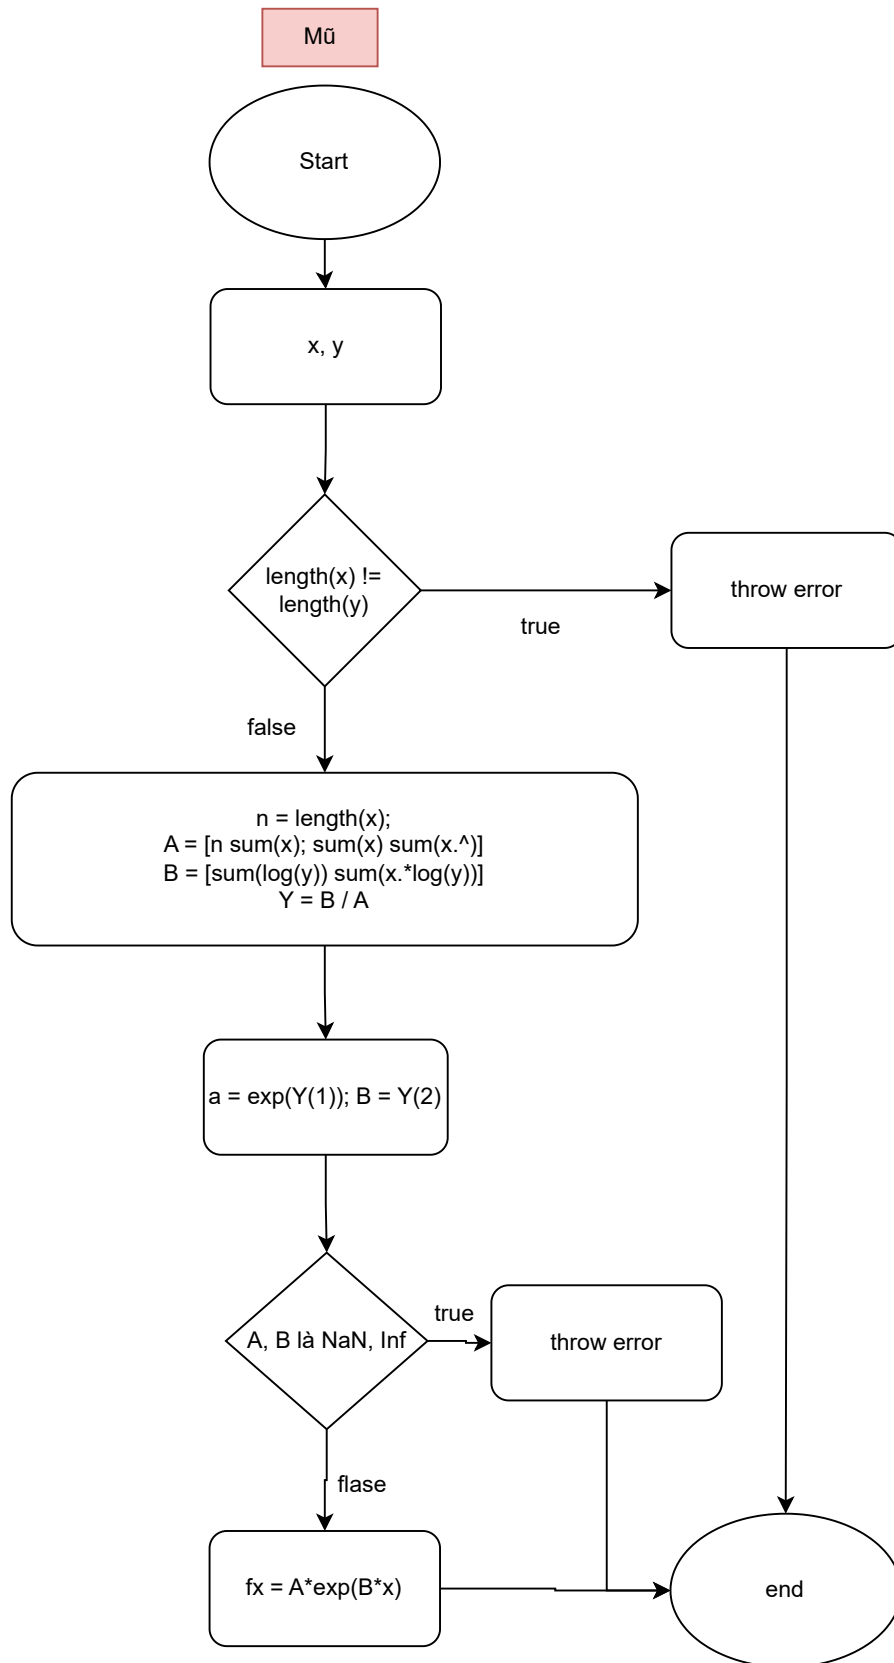 Mũ
Start
x, y
length(x) !=
length(y)
true
throw error
false
n = length(x);
A = [n sum(x); sum(x) sum(x.^)]
B = [sum(log(y)) sum(x.*log(y))]
Y = B / A
a = exp(Y(1)); B = Y(2)
A, B là NaN, Inf
true
throw error
flase
fx = A*exp(B*x)
end